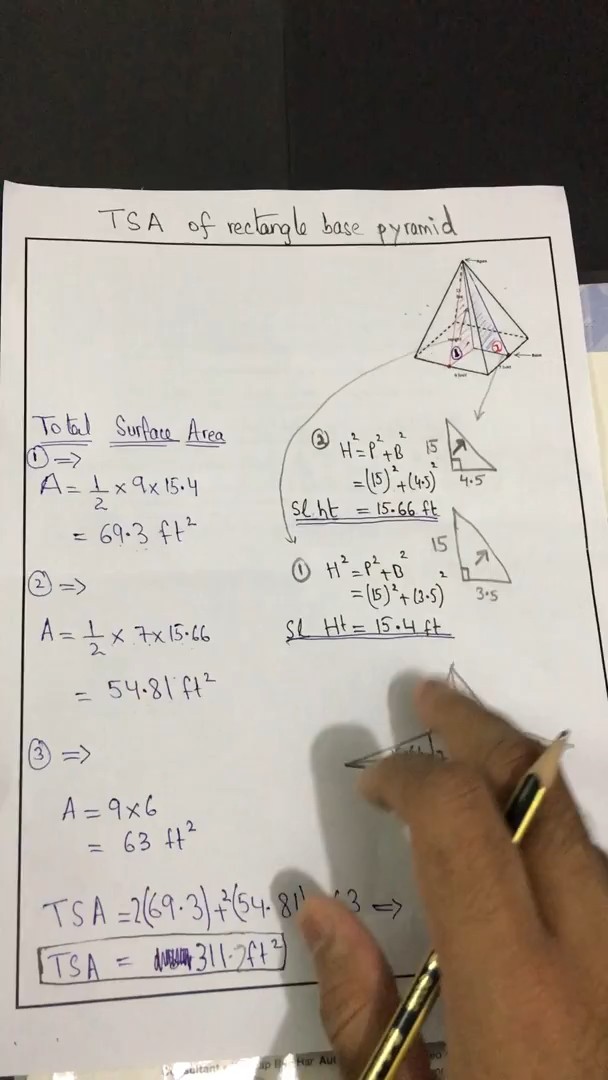 TSA of rectangle base pyramid
Total Surface Area
① =>
A = 1/2 × 9 × 15.4
= 69.3 ft²
② =>
A = 1/2 × 7 × 15.66
= 54.81 ft²
③ =>
A = 9×6
= 63 ft²
TSA = 2(69.3)+²(54.81) 63 =>
TSA = 311.2ft²
1
2
② H² = P² + B²
= (15)² + (4.5)²
Sl. ht = 15.66 ft
15
4.5
① H² = P² + B²
= (15)² + (3.5)²
Sl Ht = 15.4 ft
15
3.5